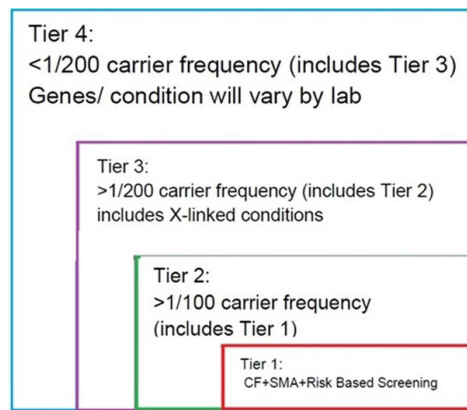 Tier 4:
<1/200 carrier frequency (includes Tier 3)
Genes/ condition will vary by lab
Tier 3:
>1/200 carrier frequency (includes Tier 2)
includes X-linked conditions
Tier 2:
>1/100 carrier frequency
(includes Tier 1)
Tier 1:
CF+SMA+Risk Based Screening